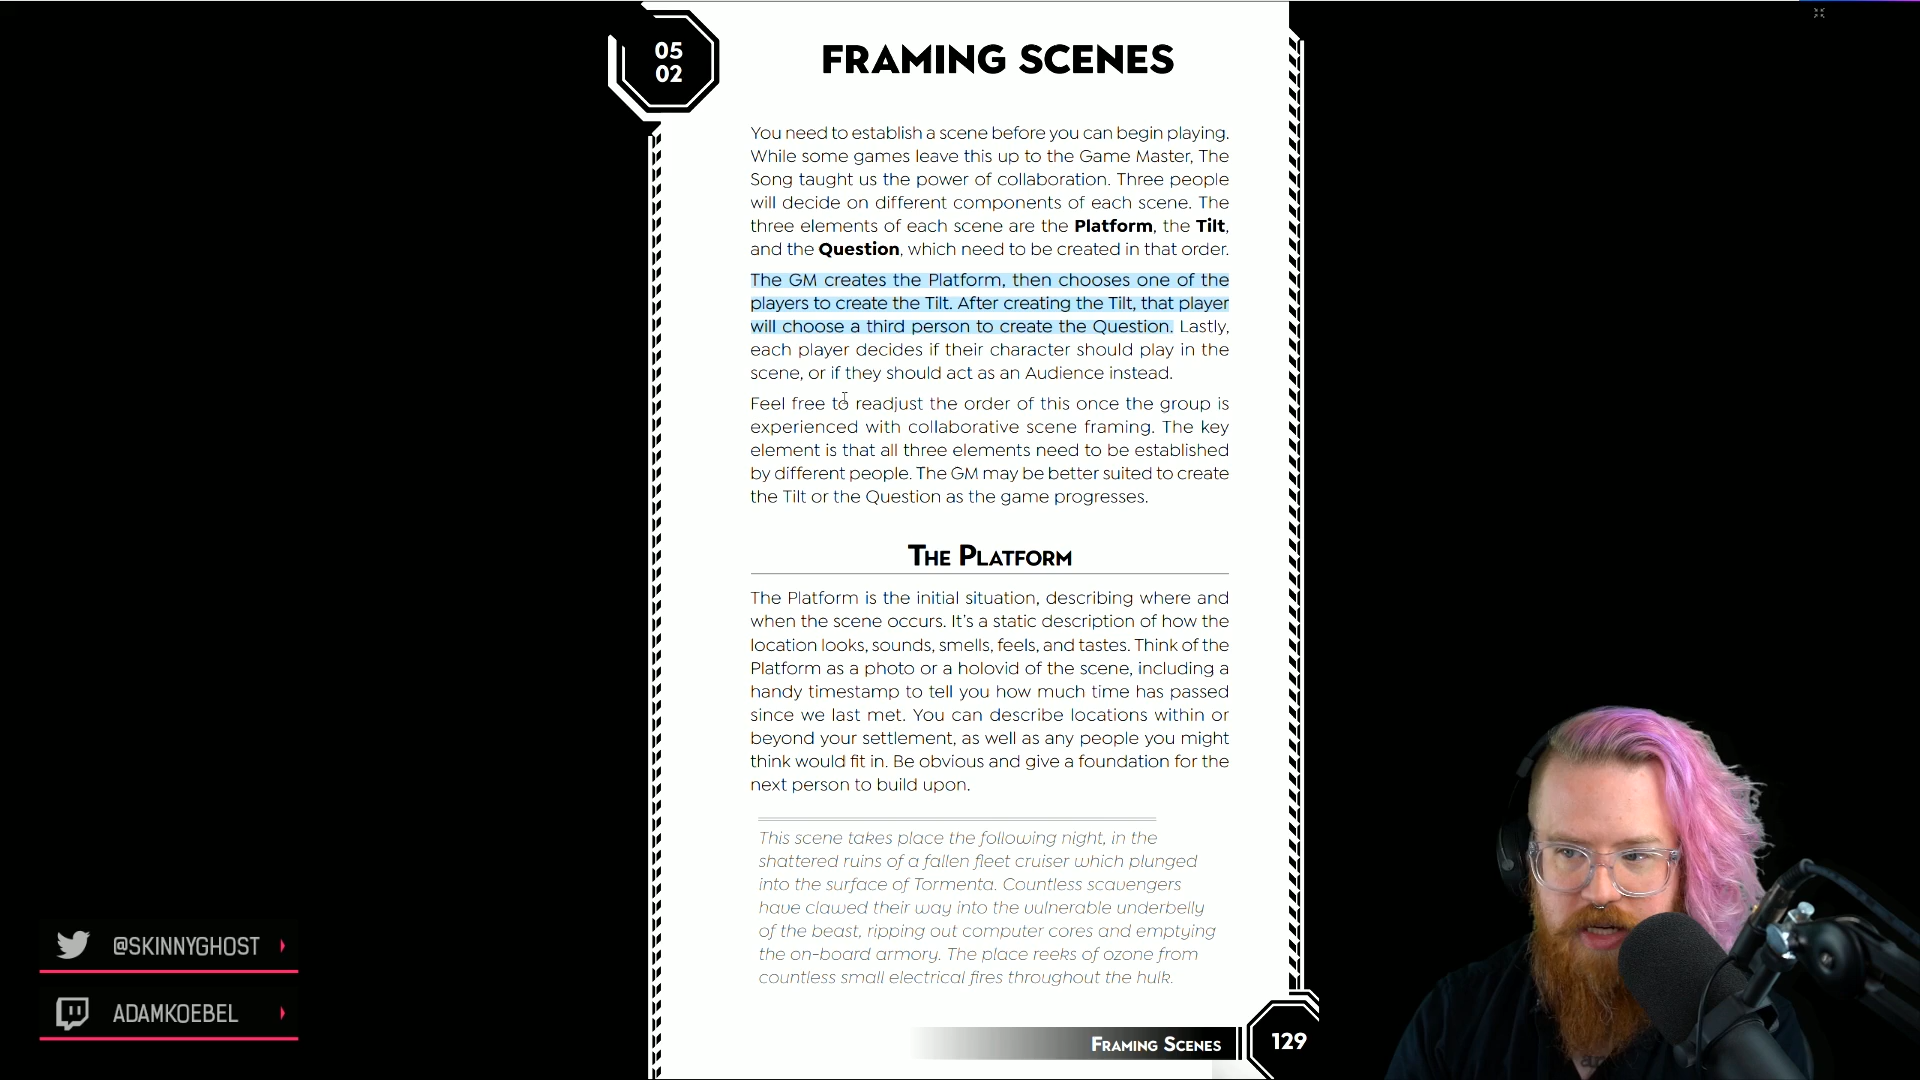 05
02
FRAMING SCENES
You need to establish a scene before you can begin playing.
While some games leave this up to the Game Master, The
Song taught us the power of collaboration. Three people
will decide on different components of each scene. The
three elements of each scene are the Platform, the Tilt,
and the Question, which need to be created in that order.
The GM creates the Platform, then chooses one of the
players to create the Tilt. After creating the Tilt, that player
will choose a third person to create the Question. Lastly,
each player decides if their character should play in the
scene, or if they should act as an Audience instead.
Feel free to readjust the order of this once the group is
experienced with collaborative scene framing. The key
element is that all three elements need to be established
by different people. The GM may be better suited to create
the Tilt or the Question as the game progresses.
THE PLATFORM
The Platform is the initial situation, describing where and
when the scene occurs. It's a static description of how the
location looks, sounds, smells, feels, and tastes. Think of the
Platform as a photo or a holovid of the scene, including a
handy timestamp to tell you how much time has passed
since we last met. You can describe locations within or
beyond your settlement, as well as any people you might
think would fit in. Be obvious and give a foundation for the
next person to build upon.
This scene takes place the following night, in the
shattered ruins of a fallen fleet cruiser which plunged
into the surface of Tormenta. Countless scavengers
have clawed their way into the vulnerable underbelly
of the beast, ripping out computer cores and emptying
the on-board armory. The place reeks of ozone from
countless small electrical fires throughout the hulk.
FRAMING SCENES
129
@SKINNYGHOST
ADAMKOEBEL